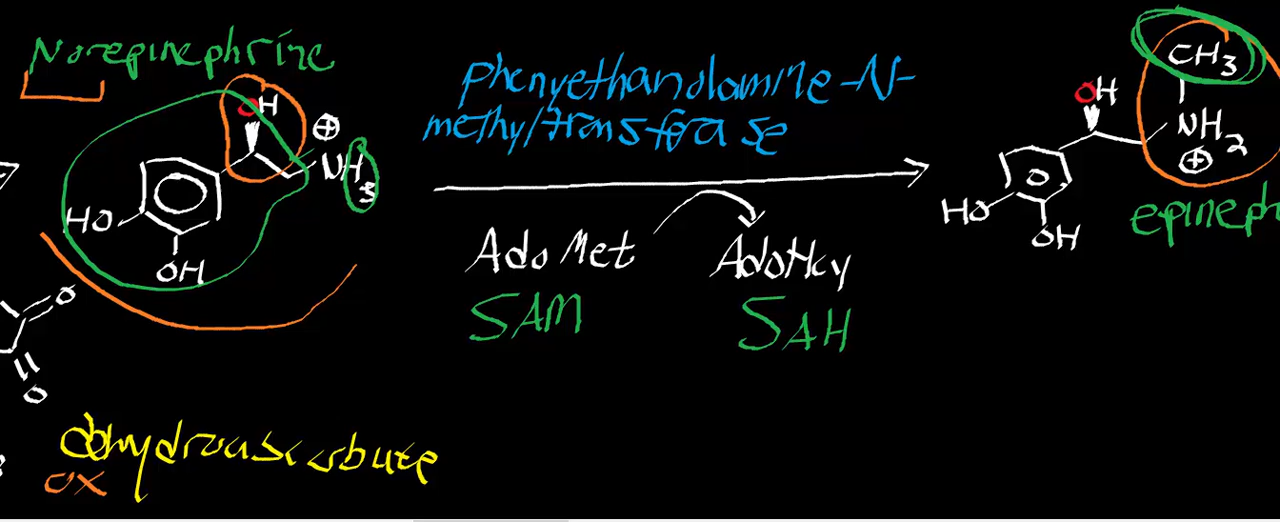 Norepinephrine
OH
⊕
NH3
HO
OH
O
O
dehydroascorbate
OX
Phenyethanolamine-N-
methyltransferase
AdoMet
AdoHcy
SAM
SAH
CH3
OH
NH2
⊕
HO
OH
epineph